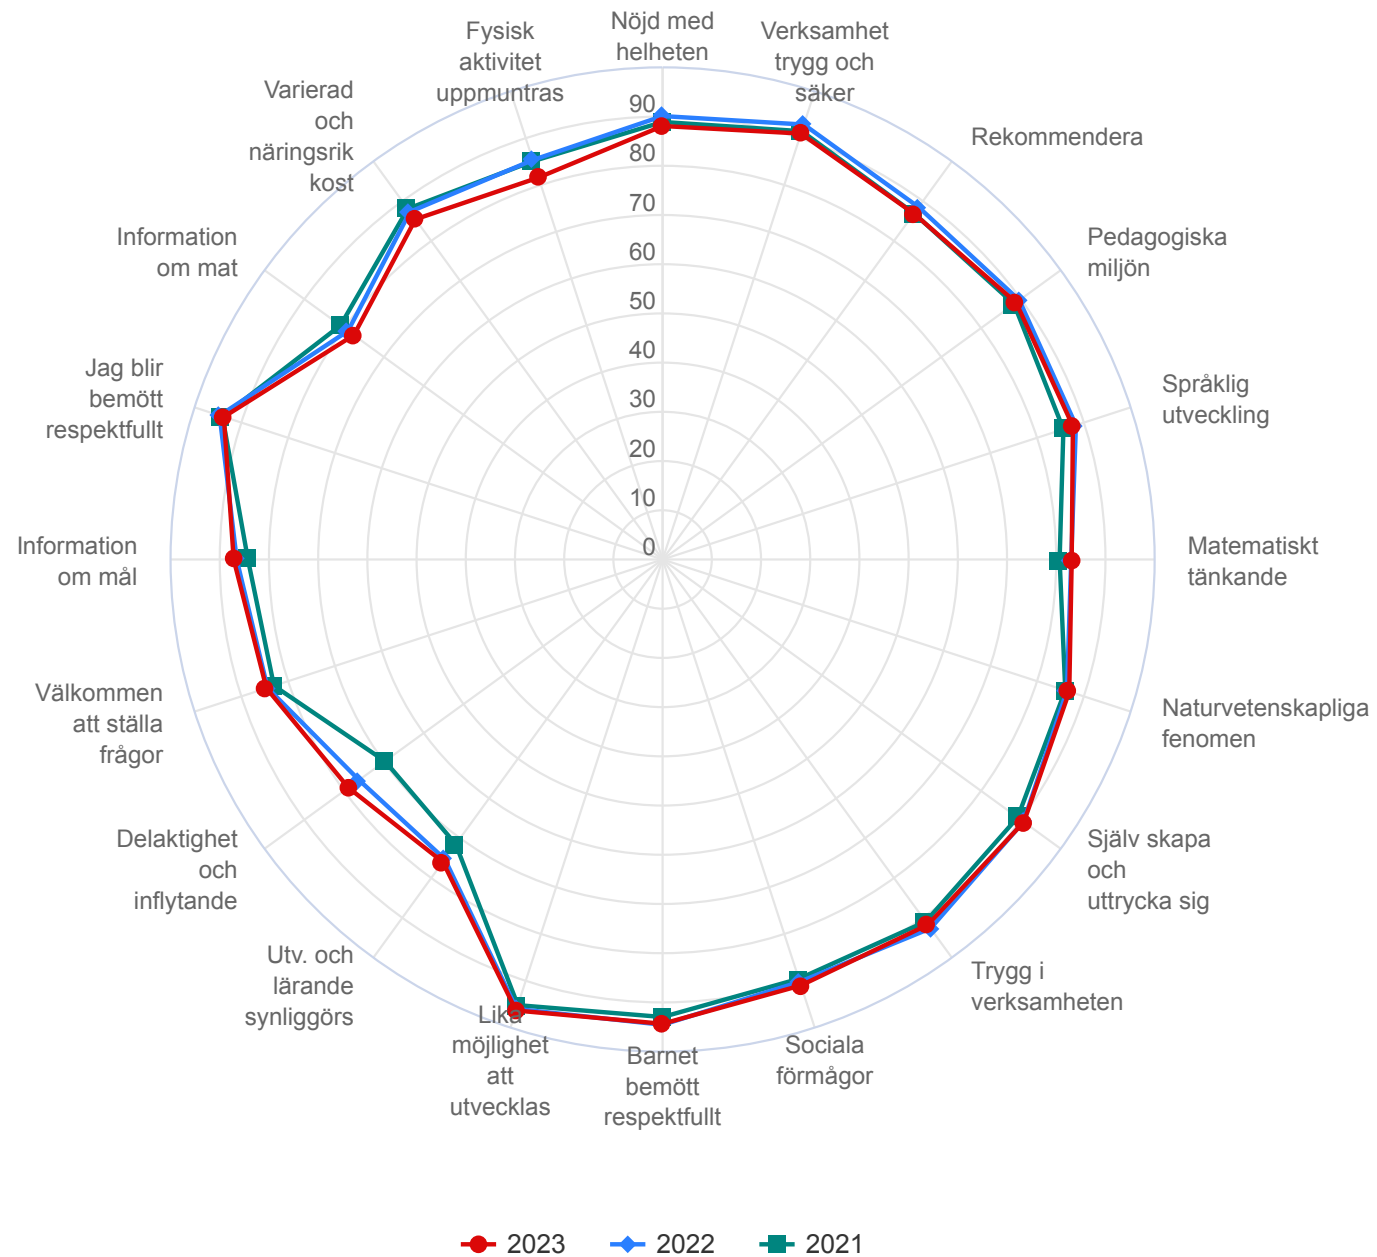 Nöjd med
helheten
Verksamhet
trygg och
säker
Rekommendera
Pedagogiska
miljön
Språklig
utveckling
Matematiskt
tänkande
Naturvetenskapliga
fenomen
Själv skapa
och
uttrycka sig
Trygg i
verksamheten
Sociala
förmågor
Barnet
bemött
respektfullt
Lika
möjlighet
att
utvecklas
Utv. och
lärande
synliggörs
Delaktighet
och
inflytande
Välkommen
att ställa
frågor
Information
om mål
Jag blir
bemött
respektfullt
Information
om mat
Varierad
och
näringsrik
kost
Fysisk
aktivitet
uppmuntras
90
80
70
60
50
40
30
20
10
0
2023 2022 2021